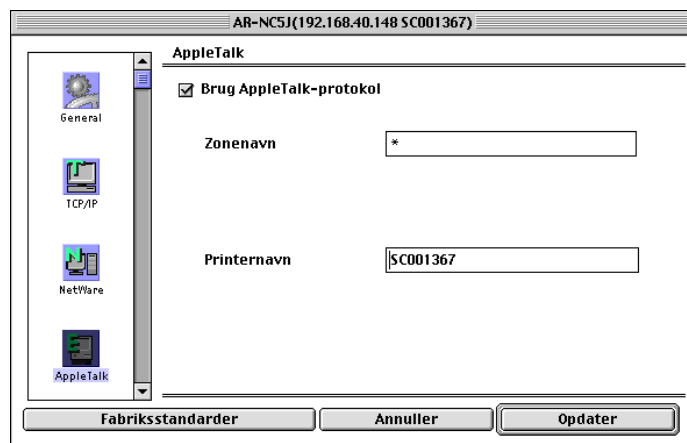 AR-NC5J(192.168.40.148 SC001367)
AppleTalk
Brug AppleTalk-protokol
Zonenavn
*
Printernavn
SC001367
General
TCP/IP
NetWare
AppleTalk
Fabriksstandarder
Annuller
Opdater